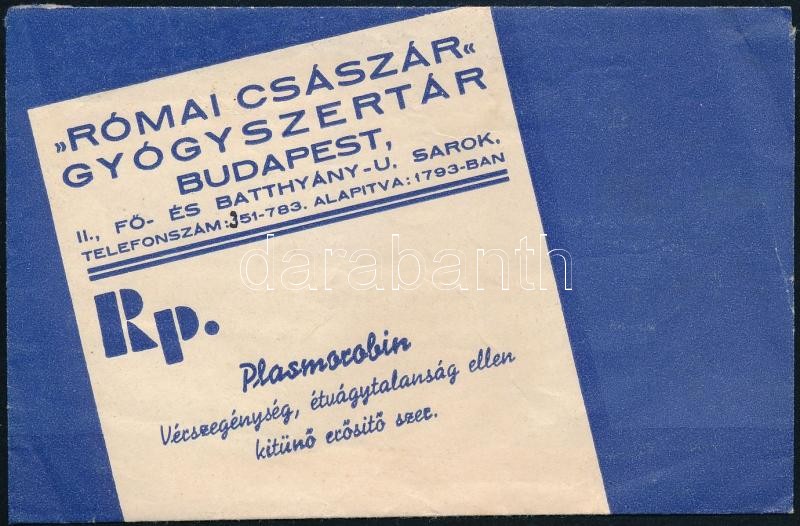 „RÓMAI CSÁSZÁR“
GYÓGYSZERTÁR
BUDAPEST,
II., FŐ- ÉS BATTHYÁNY-U. SAROK.
TELEFONSZÁM: 351-783. ALAPITVA: 1793-BAN
Rp.
darabanth
Plasmorobin
Vérszegénység, étvágytalanság ellen
kitünő erősitő szer.